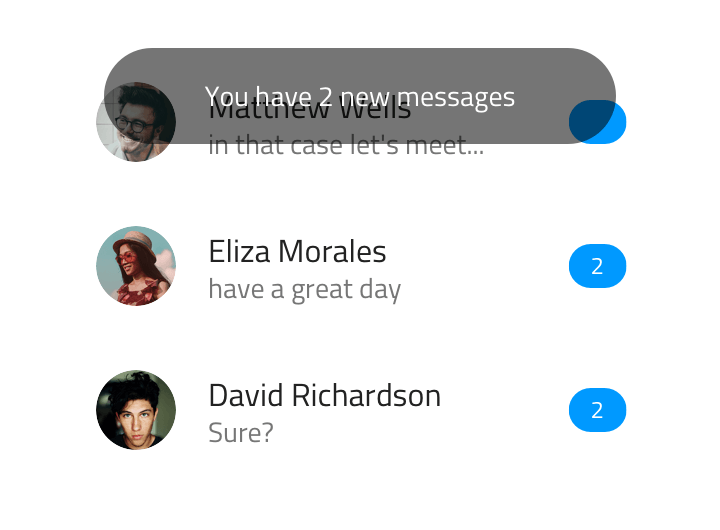 You have 2 new messages
Matthew Wells
in that case let's meet...
Eliza Morales
2
have a great day
David Richardson
2
Sure?